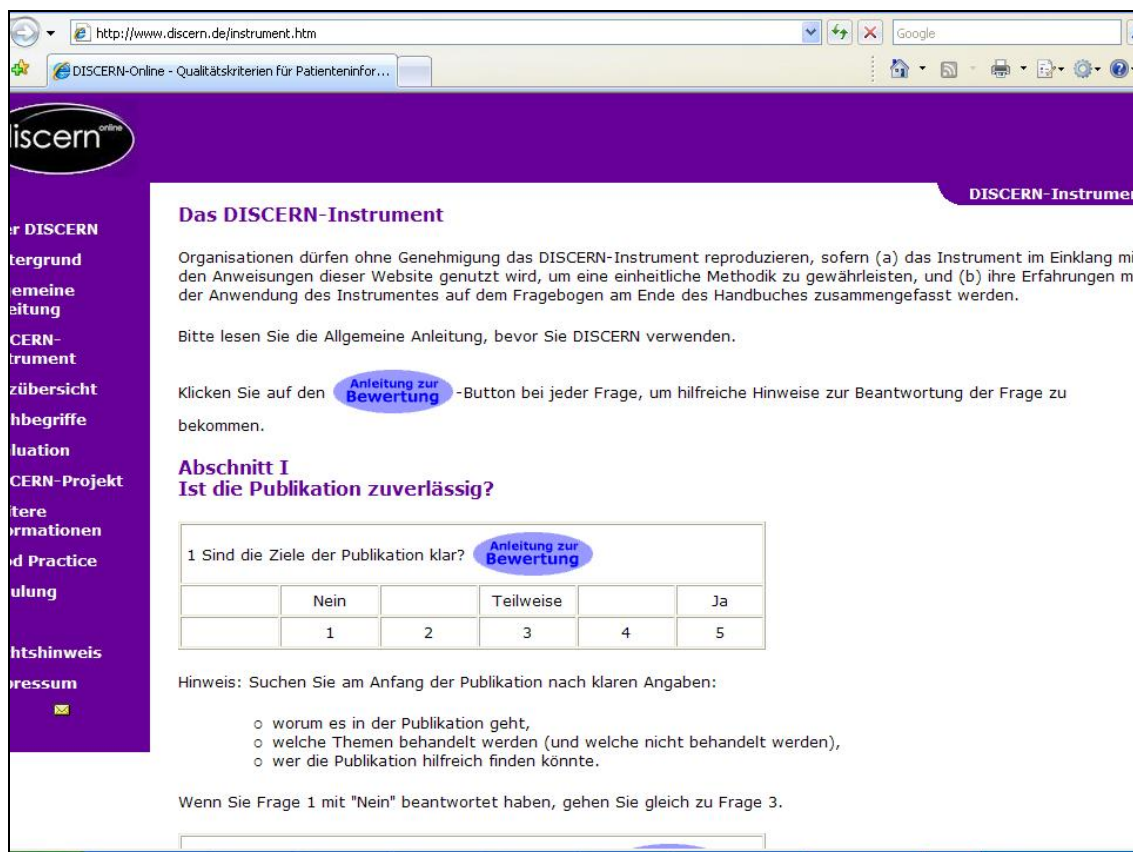 http://www.discern.de/instrument.htm
Google
DISCERN-Online - Qualitätskriterien für Patienteninfor...
iscern online
DISCERN-Instrumen
er DISCERN
tergrund
emeine
eitung
CERN-
trument
zübersicht
hbegriffe
luation
CERN-Projekt
tere
ormationen
d Practice
ulung
htshinweis
ressum
Das DISCERN-Instrument
Organisationen dürfen ohne Genehmigung das DISCERN-Instrument reproduzieren, sofern (a) das Instrument im Einklang mi
den Anweisungen dieser Website genutzt wird, um eine einheitliche Methodik zu gewährleisten, und (b) ihre Erfahrungen m
der Anwendung des Instrumentes auf dem Fragebogen am Ende des Handbuches zusammengefasst werden.
Bitte lesen Sie die Allgemeine Anleitung, bevor Sie DISCERN verwenden.
Klicken Sie auf den Anleitung zur Bewertung -Button bei jeder Frage, um hilfreiche Hinweise zur Beantwortung der Frage zu
bekommen.
Abschnitt I
Ist die Publikation zuverlässig?
1 Sind die Ziele der Publikation klar? Anleitung zur Bewertung
Nein Teilweise Ja
1 2 3 4 5
Hinweis: Suchen Sie am Anfang der Publikation nach klaren Angaben:
o worum es in der Publikation geht,
o welche Themen behandelt werden (und welche nicht behandelt werden),
o wer die Publikation hilfreich finden könnte.
Wenn Sie Frage 1 mit "Nein" beantwortet haben, gehen Sie gleich zu Frage 3.